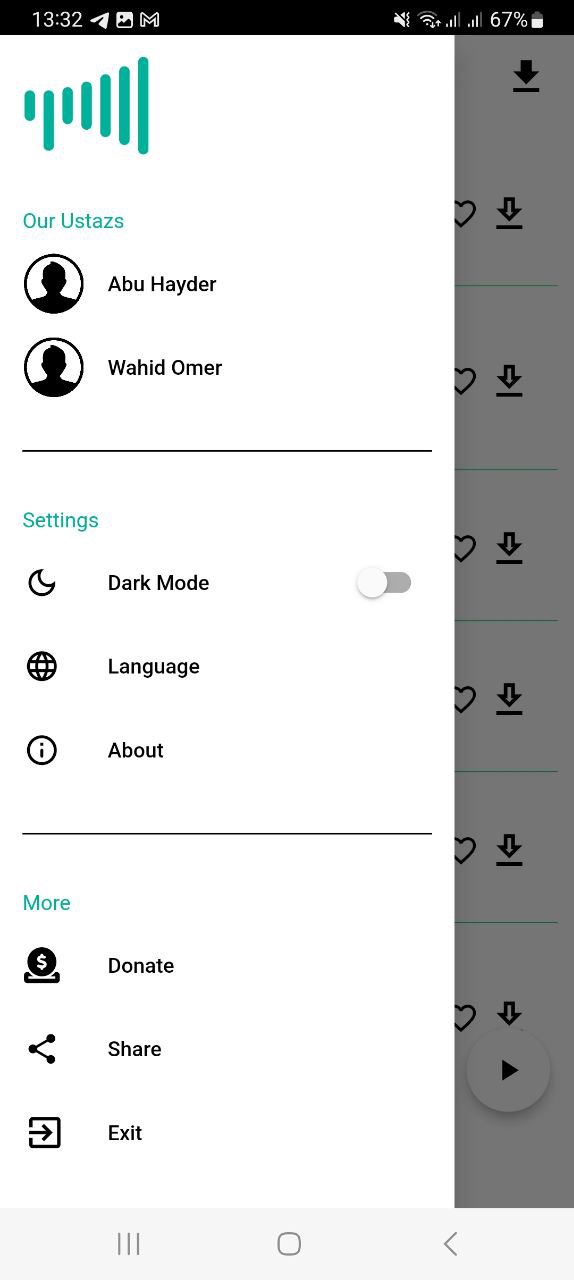 13:32
67%
Our Ustazs
Abu Hayder
Wahid Omer
Settings
Dark Mode
Language
About
More
Donate
Share
Exit